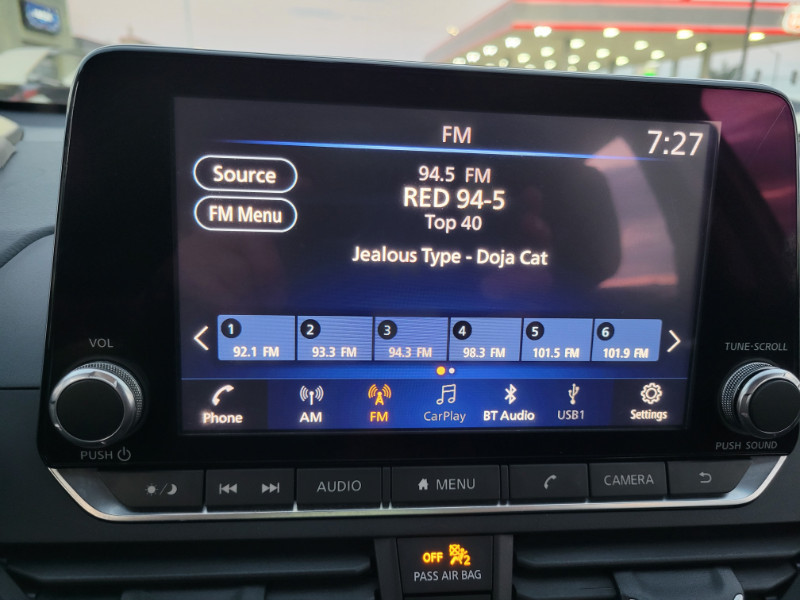 FM
7:27
Source
FM Menu
94.5 FM
RED 94-5
Top 40
Jealous Type - Doja Cat
1 2 3 4 5 6
92.1 FM 93.3 FM 94.3 FM 98.3 FM 101.5 FM 101.9 FM
Phone AM FM CarPlay BT Audio USB1 Settings
VOL
PUSH
TUNE-SCROLL
PUSH SOUND
AUDIO MENU CAMERA
OFF 2
PASS AIR BAG